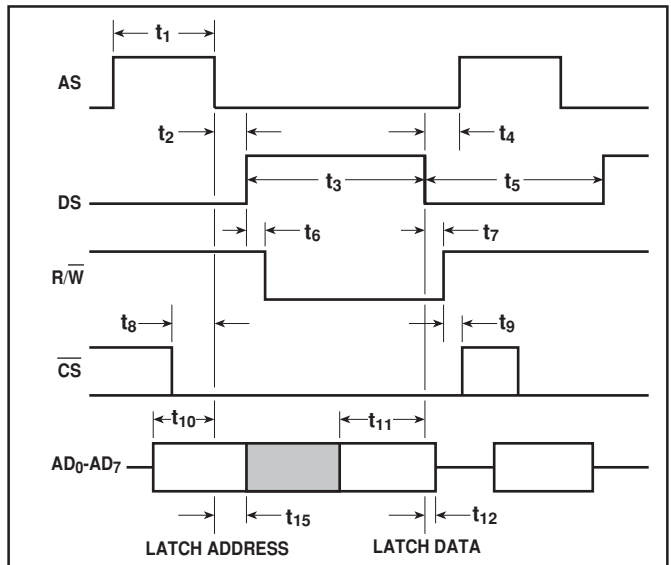 t1
AS
t2
t4
t3
t5
DS
t6
t7
R/W̅
t8
t9
C̅S̅
t10
t11
AD0-AD7
t15
t12
LATCH ADDRESS
LATCH DATA